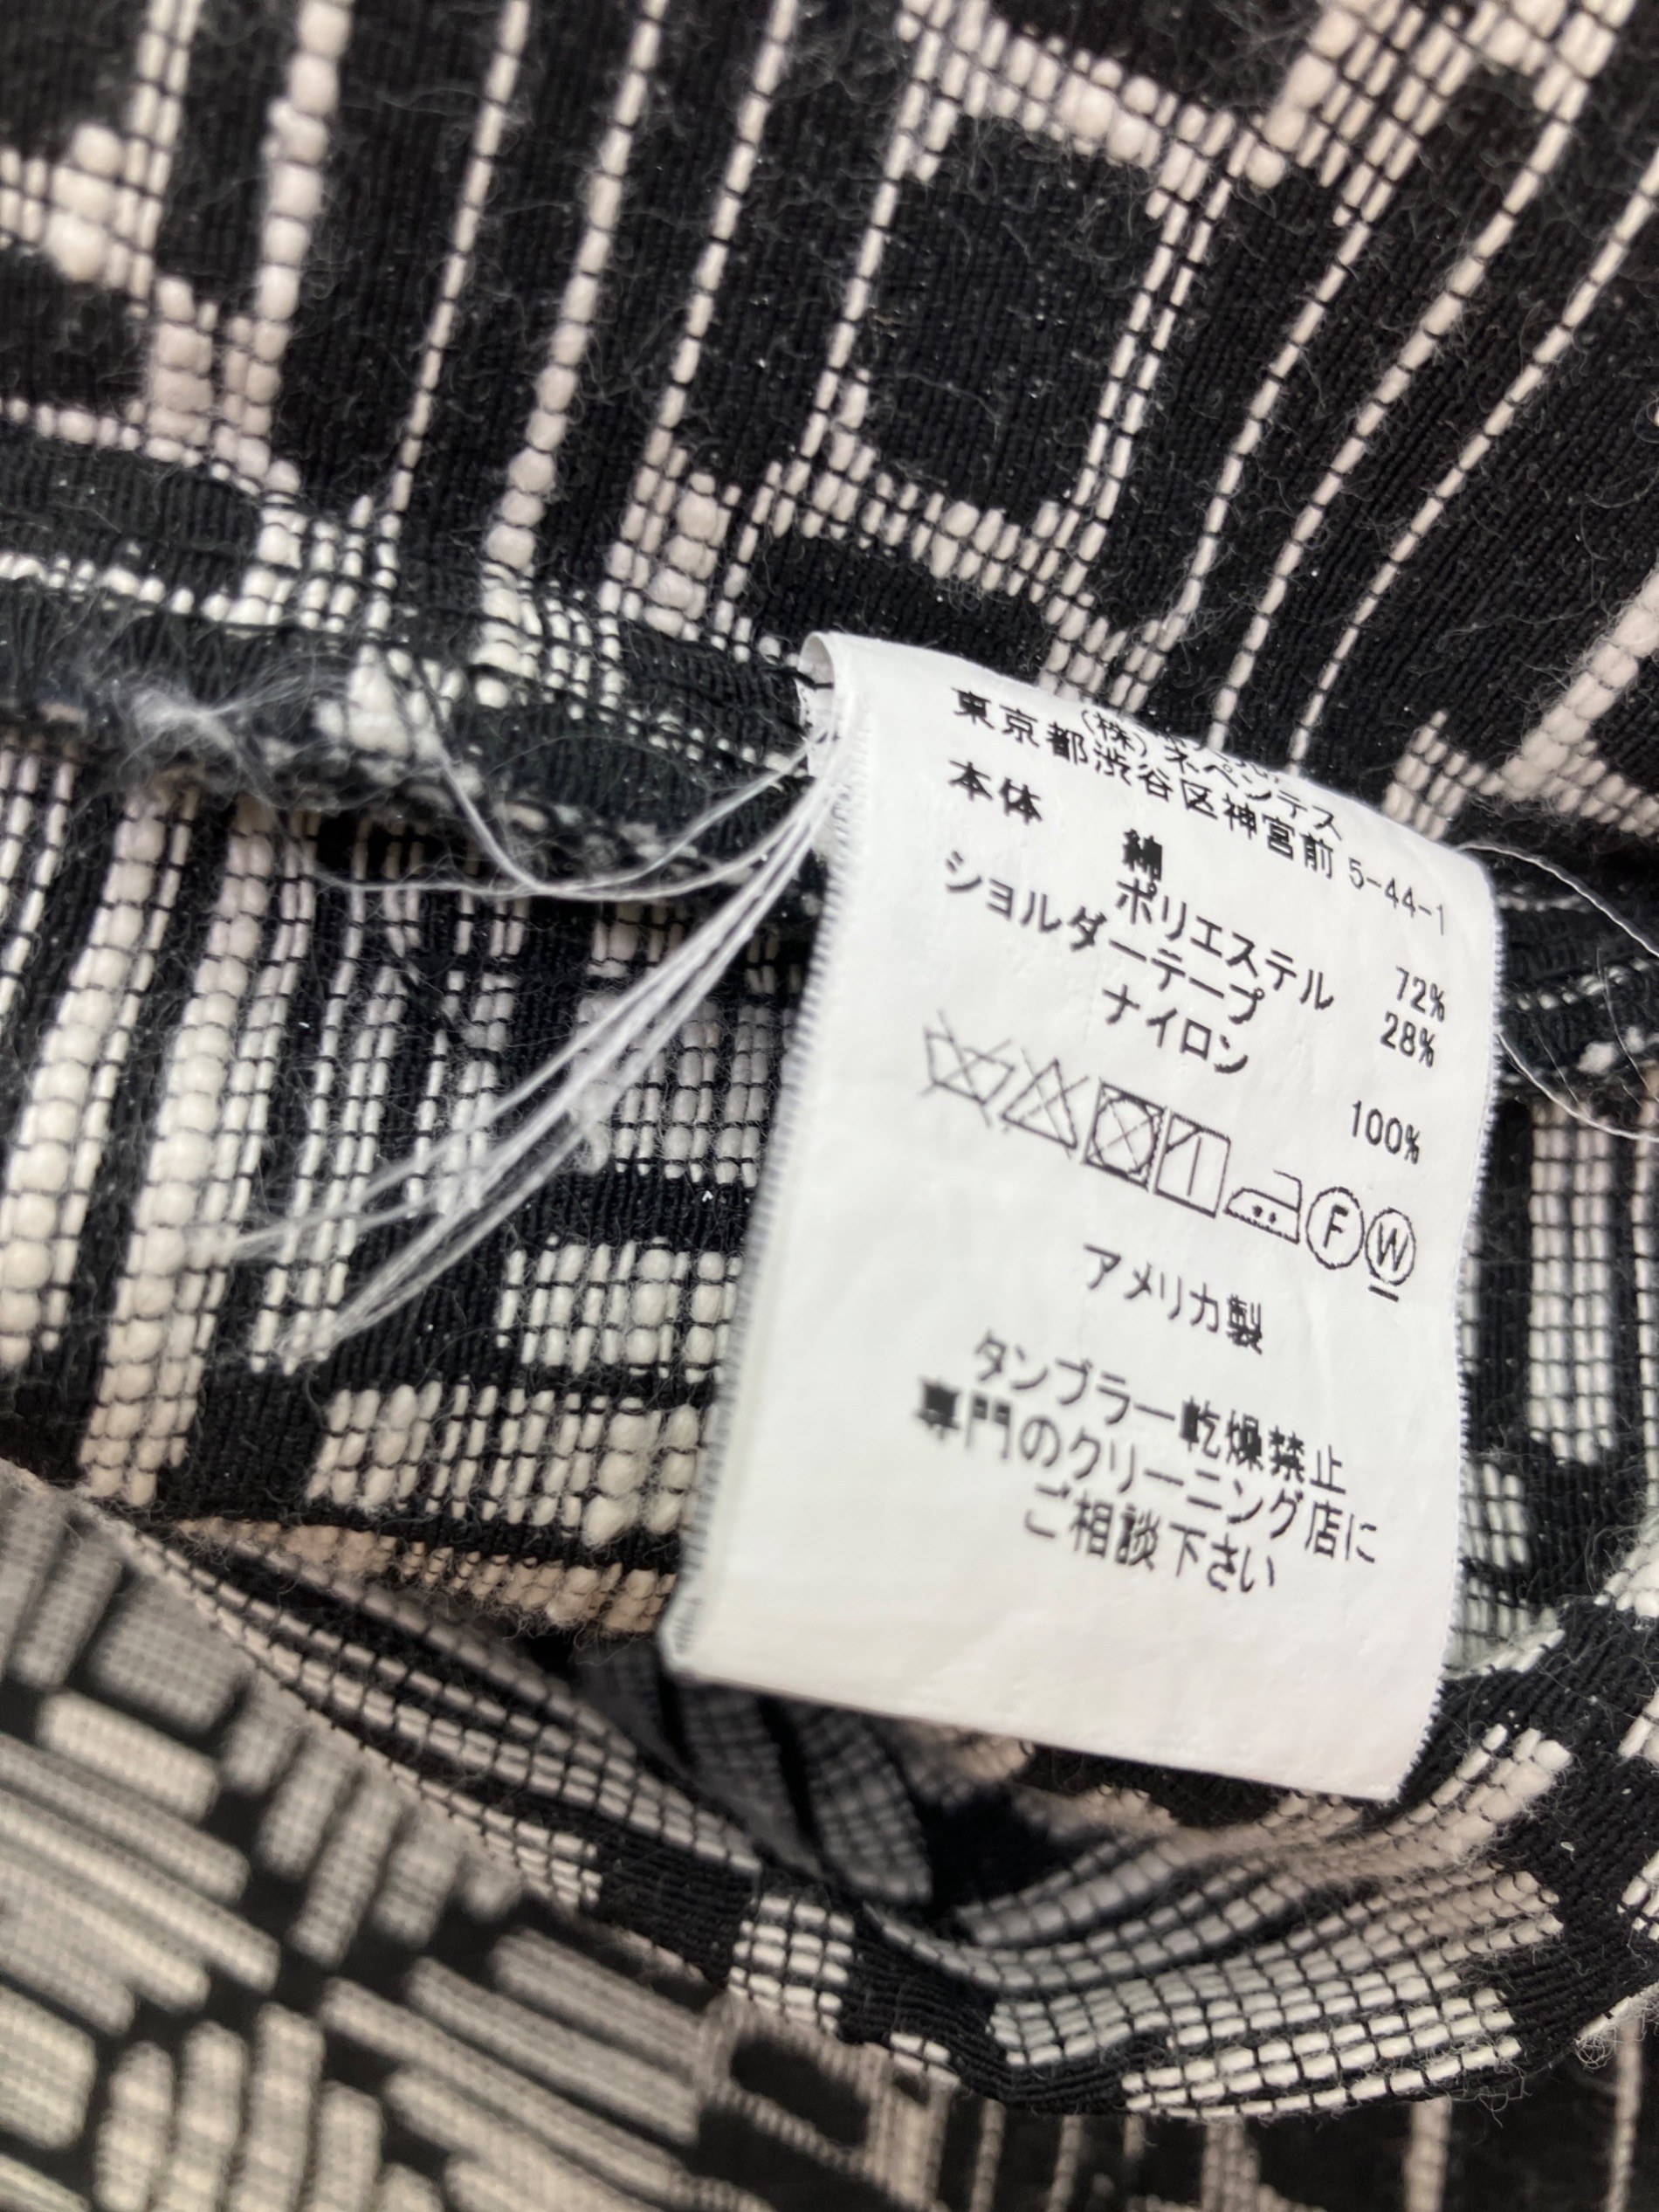 (株)ネペンテス
東京都渋谷区神宮前 5-44-1
本体
綿 72%
ポリエステル 28%
ショルダーテープ
ナイロン 100%
F W
アメリカ製
タンブラー乾燥禁止
専門のクリーニング店に
ご相談下さい